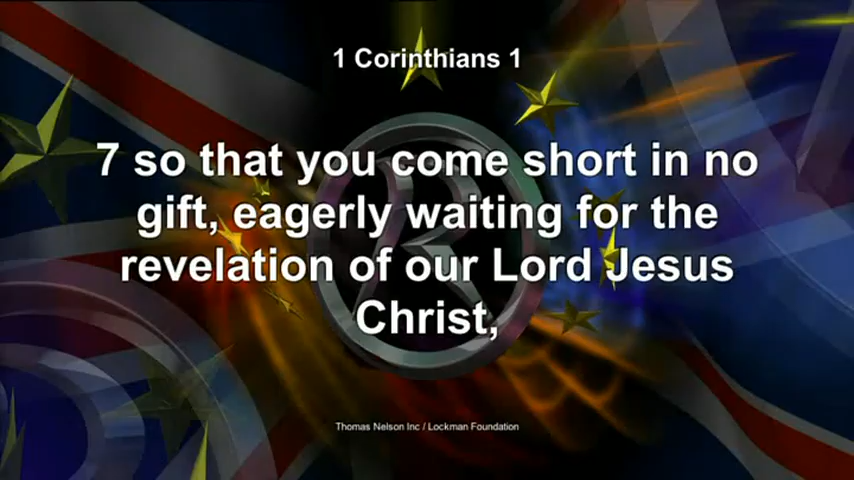 1 Corinthians 1
7 so that you come short in no
gift, eagerly waiting for the
revelation of our Lord Jesus
Christ,
Thomas Nelson Inc / Lockman Foundation